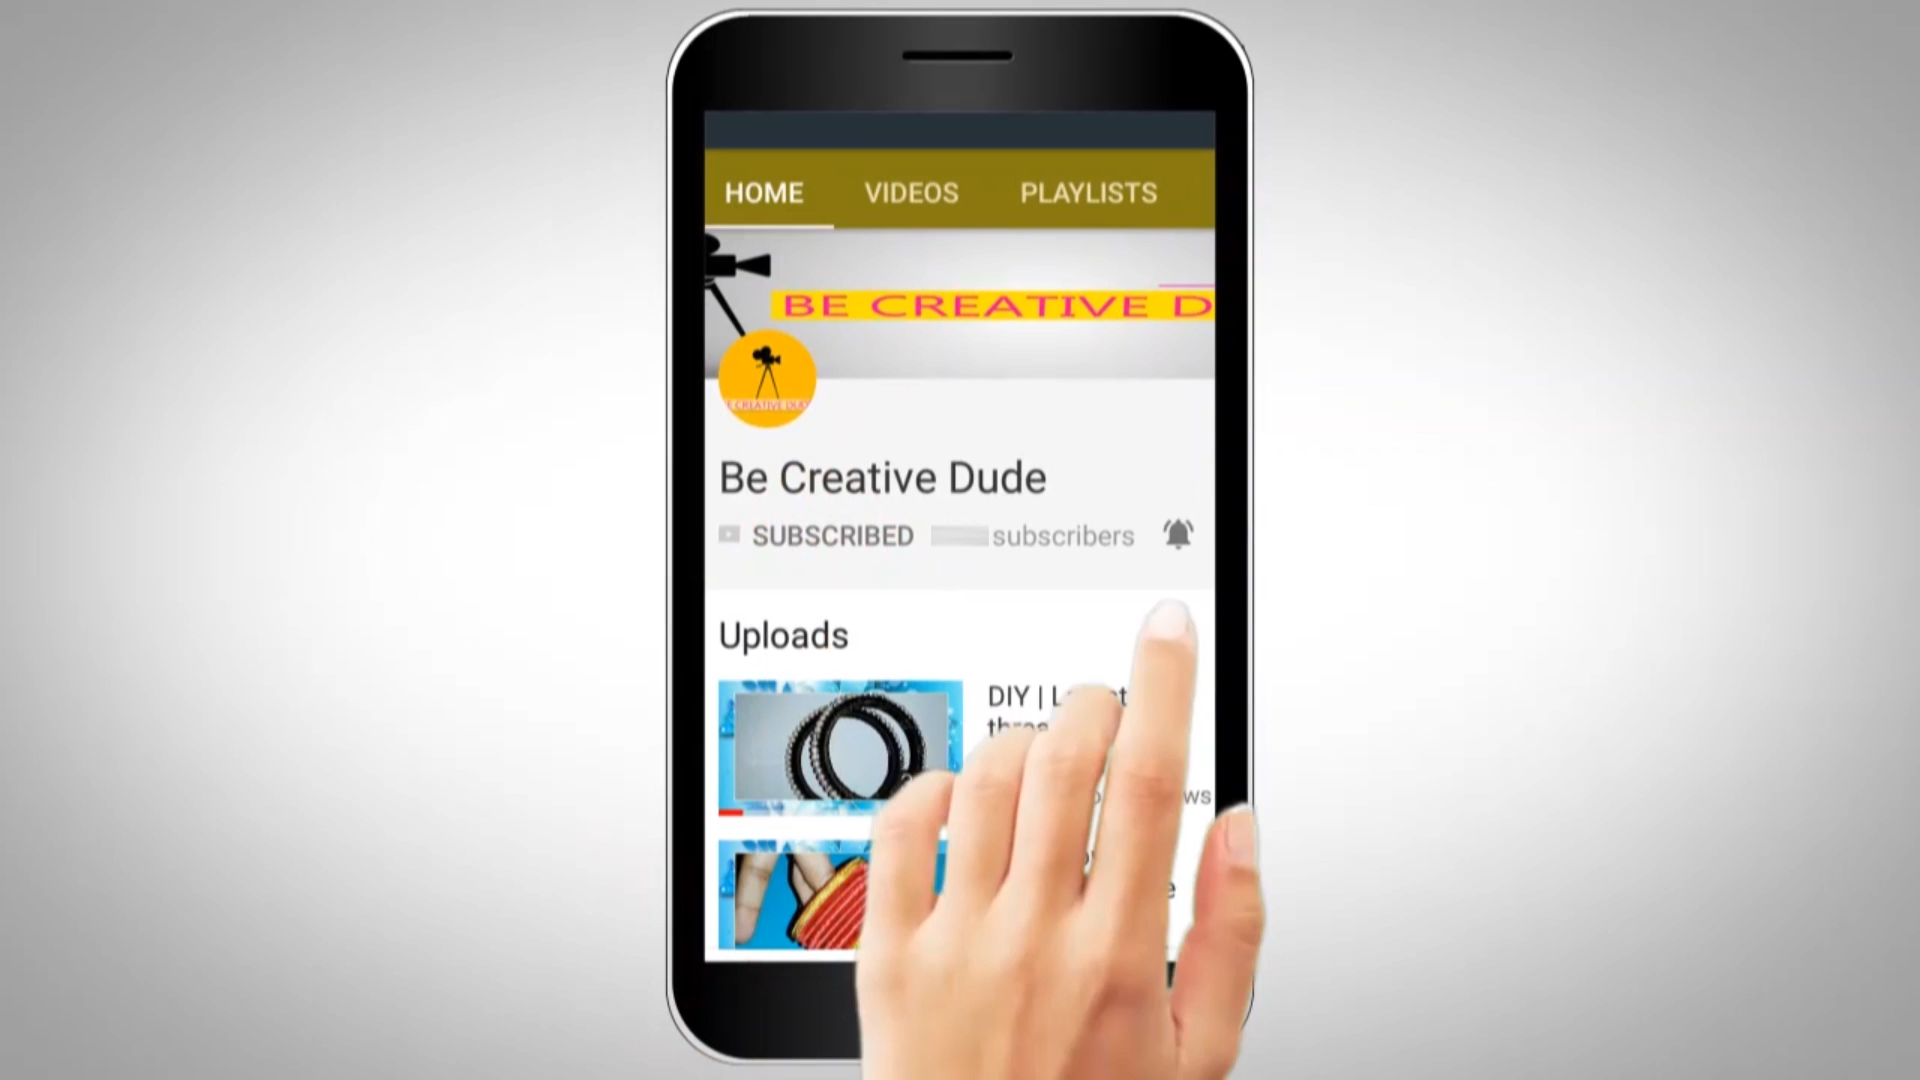 HOME VIDEOS PLAYLISTS
BE CREATIVE D
Be Creative Dude
SUBSCRIBED subscribers
Uploads
DIY |